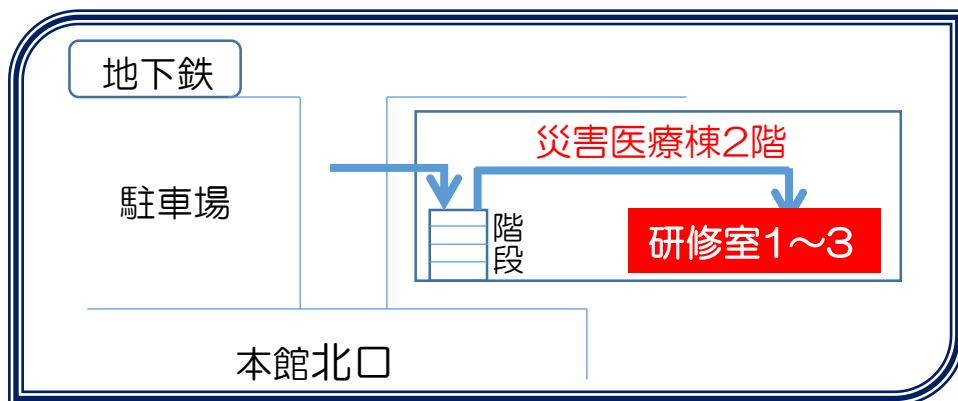 地下鉄
災害医療棟2階
駐車場
階段
研修室1～3
本館北口